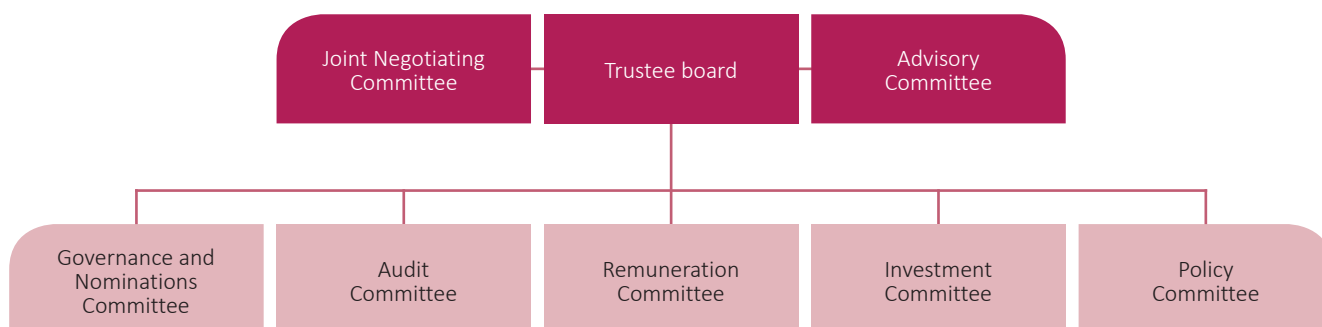 Joint Negotiating
Committee
Trustee board
Advisory
Committee
Governance and
Nominations
Committee
Audit
Committee
Remuneration
Committee
Investment
Committee
Policy
Committee